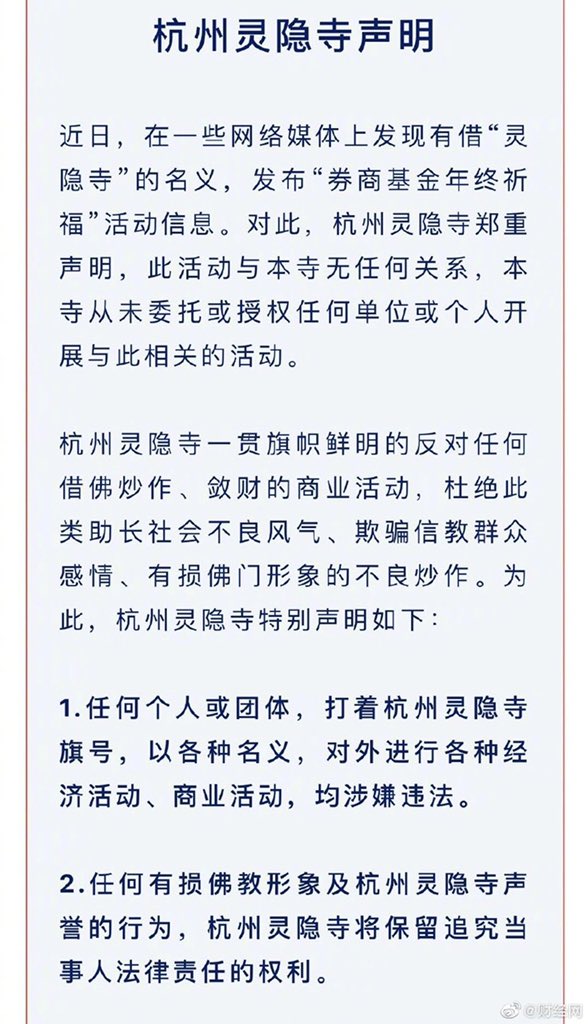 杭州灵隐寺声明
近日，在一些网络媒体上发现有借“灵
隐寺”的名义，发布“券商基金年终祈
福”活动信息。对此，杭州灵隐寺郑重
声明，此活动与本寺无任何关系，本
寺从未委托或授权任何单位或个人开
展与此相关的活动。
杭州灵隐寺一贯旗帜鲜明的反对任何
借佛炒作、敛财的商业活动，杜绝此
类助长社会不良风气、欺骗信教群众
感情、有损佛门形象的不良炒作。为
此，杭州灵隐寺特别声明如下：
1.任何个人或团体，打着杭州灵隐寺
旗号，以各种名义，对外进行各种经
济活动、商业活动，均涉嫌违法。
2.任何有损佛教形象及杭州灵隐寺声
誉的行为，杭州灵隐寺将保留追究当
事人法律责任的权利。
@财经网